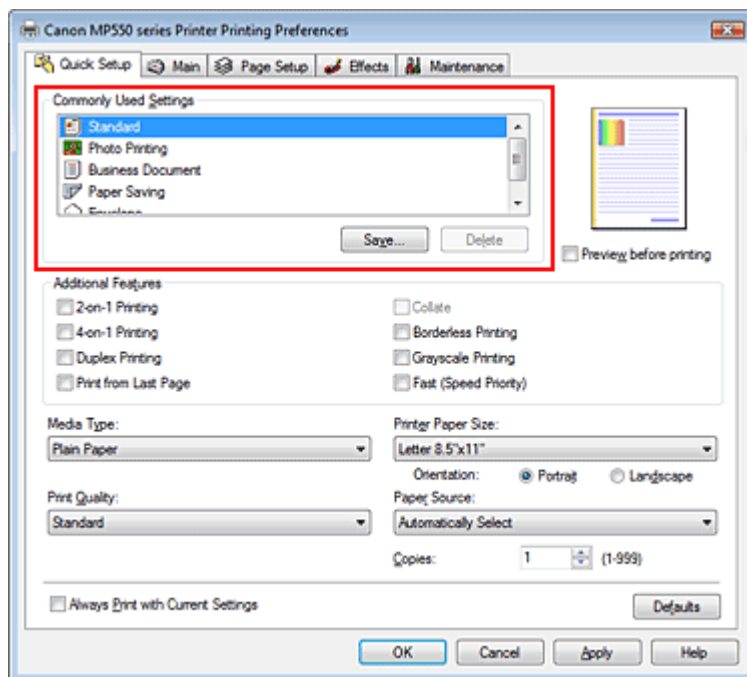 Canon MP550 series Printer Printing Preferences
Quick Setup Main Page Setup Effects Maintenance
Commonly Used Settings
Standard
Photo Printing
Business Document
Paper Saving
Envelope
Save... Delete
Preview before printing
Additional Features
2-on-1 Printing Collate
4-on-1 Printing Borderless Printing
Duplex Printing Grayscale Printing
Print from Last Page Fast (Speed Priority)
Media Type: Printer Paper Size:
Plain Paper Letter 8.5"x11"
Orientation: Portrait Landscape
Print Quality: Paper Source:
Standard Automatically Select
Copies: 1 (1-999)
Always Print with Current Settings Defaults
OK Cancel Apply Help